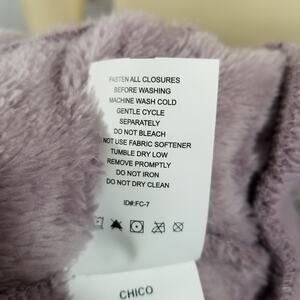 FASTEN ALL CLOSURES
BEFORE WASHING
MACHINE WASH COLD
GENTLE CYCLE
SEPARATELY
DO NOT BLEACH
NOT USE FABRIC SOFTENER
TUMBLE DRY LOW
REMOVE PROMPTLY
DO NOT IRON
DO NOT DRY CLEAN
ID#:FC-7
CHICO